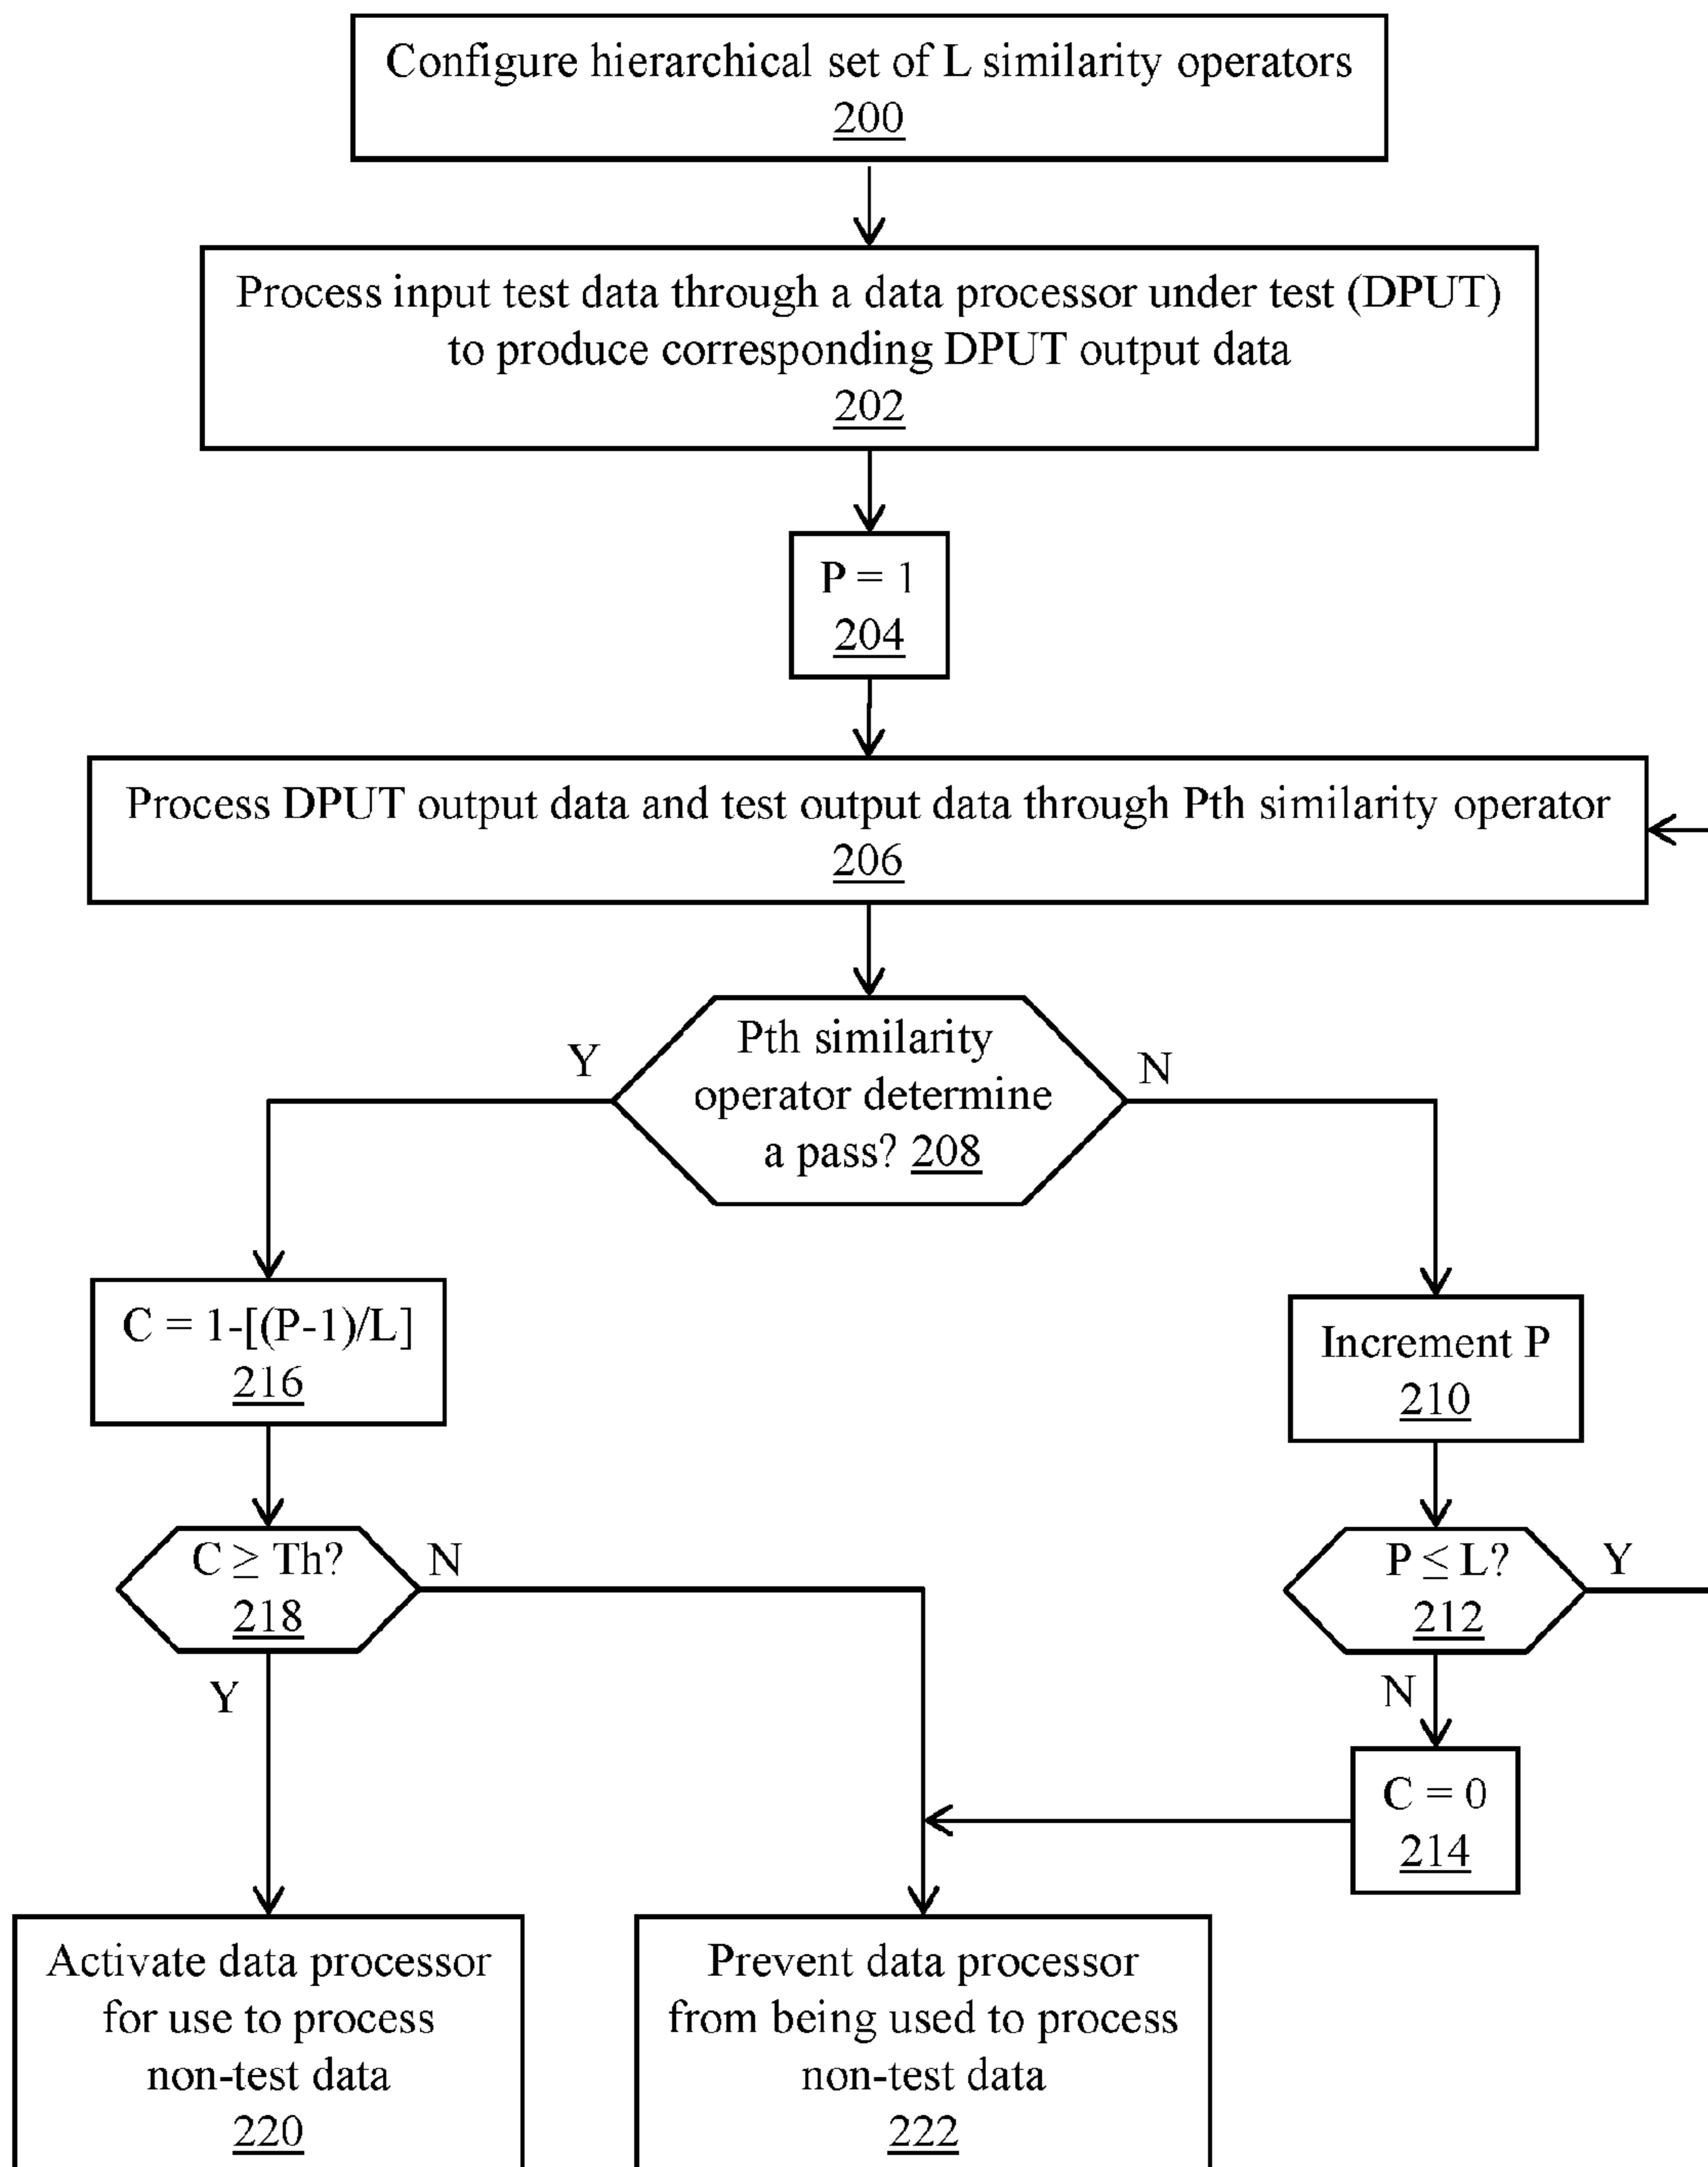 Configure hierarchical set of L similarity operators
200
Process input test data through a data processor under test (DPUT)
to produce corresponding DPUT output data
202
P = 1
204
Process DPUT output data and test output data through Pth similarity operator
206
Pth similarity
operator determine
a pass? 208
Y
N
C = 1-[(P-1)/L]
216
Increment P
210
C ≥ Th?
218
N
Y
P ≤ L?
212
Y
N
C = 0
214
Activate data processor
for use to process
non-test data
220
Prevent data processor
from being used to process
non-test data
222